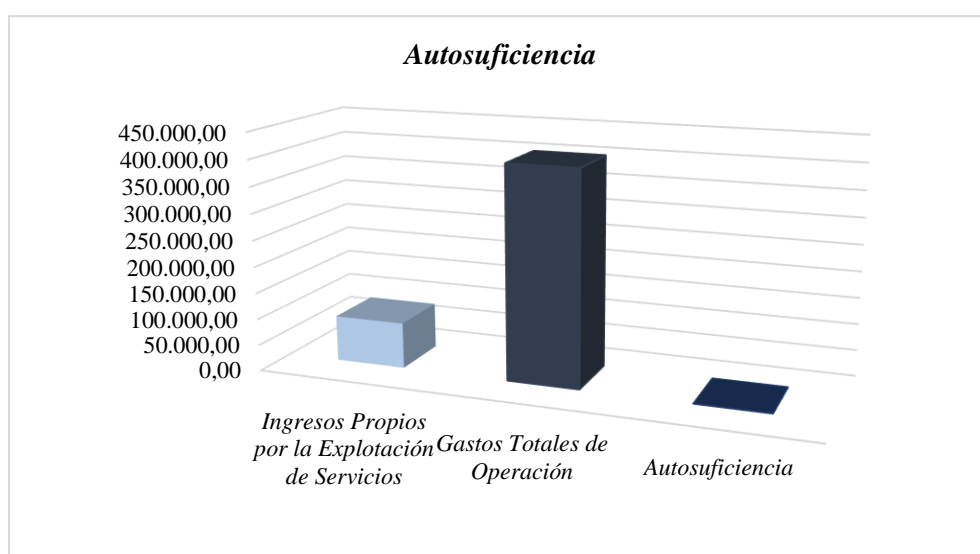 Autosuficiencia
450.000,00
400.000,00
350.000,00
300.000,00
250.000,00
200.000,00
150.000,00
100.000,00
50.000,00
0,00
Ingresos Propios
por la Explotación
de Servicios
Gastos Totales de
Operación
Autosuficiencia